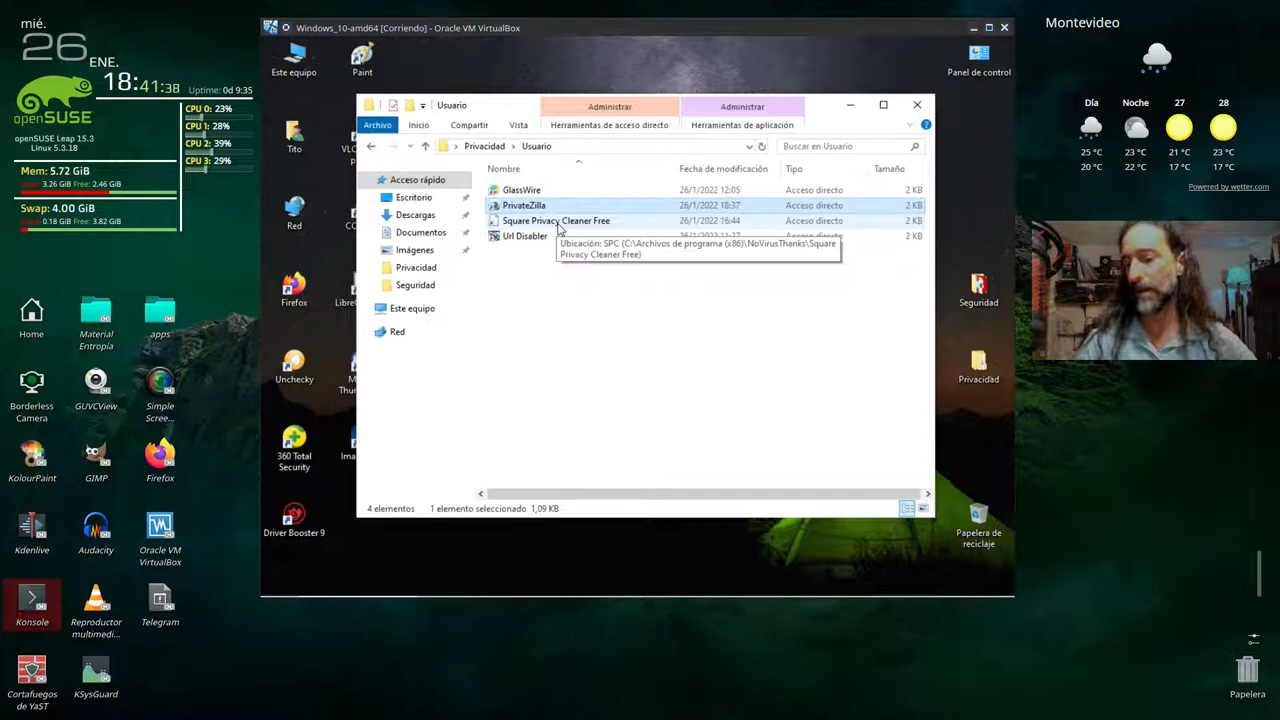 mié.
26
ENE.
18:41:38
Uptime: 0d 9:35
openSUSE
openSUSE Leap 15.3
Linux 5.3.18
CPU 0: 23%
CPU 1: 28%
CPU 2: 39%
CPU 3: 29%
Mem: 5.72 GiB
Used: 3.26 GiB Free: 2.46 GiB
Swap: 4.00 GiB
Used: 0.18 GiB Free: 3.82 GiB
Home
Material
Entropía
apps
Borderless
Camera
GUVCView
Simple
Scree...
KolourPaint
GIMP
Firefox
Kdenlive
Audacity
Oracle VM
VirtualBox
Konsole
Reproductor
multimedi...
Telegram
Cortafuegos
de YaST
KSysGuard
Windows_10-amd64 [Corriendo] - Oracle VM VirtualBox
Este equipo
Paint
Panel de control
Tito
VLC
Red
Firefox
Unchecky
360 Total
Security
Driver Booster 9
Seguridad
Privacidad
Papelera de
reciclaje
Usuario
Administrar
Administrar
Archivo
Inicio
Compartir
Vista
Herramientas de acceso directo
Herramientas de aplicación
Privacidad > Usuario
Buscar en Usuario
Nombre
Fecha de modificación
Tipo
Tamaño
Acceso rápido
Escritorio
Descargas
Documentos
Imágenes
Privacidad
Seguridad
Este equipo
Red
GlassWire 26/1/2022 12:05 Acceso directo 2 KB
PrivateZilla 26/1/2022 18:37 Acceso directo 2 KB
Square Privacy Cleaner Free 26/1/2022 16:44 Acceso directo 2 KB
Url Disabler Acceso directo 2 KB
Ubicación: SPC (C:\Archivos de programa (x86)\NoVirusThanks\Square
Privacy Cleaner Free)
4 elementos 1 elemento seleccionado 1,09 KB
Montevideo
Día
Noche
27
28
25 °C
23 °C
21 °C
23 °C
20 °C
17 °C
17 °C
Powered by wetter.com
Papelera